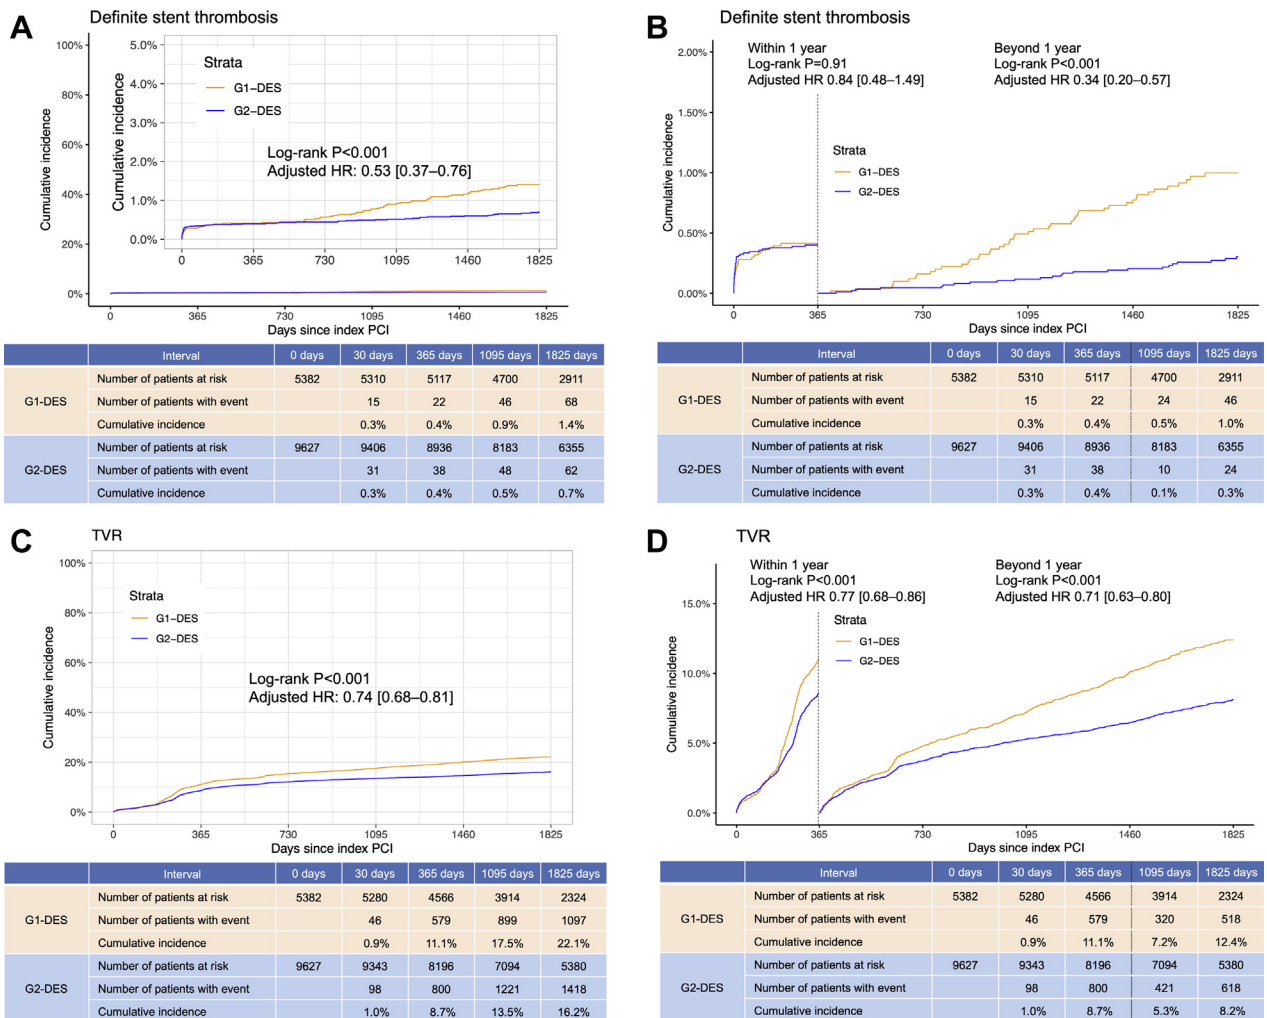 A
Definite stent thrombosis
Cumulative incidence
100%
80%
60%
40%
20%
0%
Cumulative incidence
5.0%
4.0%
3.0%
2.0%
1.0%
0.0%
Strata
G1−DES
G2−DES
Log-rank P<0.001
Adjusted HR: 0.53 [0.37–0.76]
0 365 730 1095 1460 1825
0 365 730 1095 1460 1825
Days since index PCI
Interval 0 days 30 days 365 days 1095 days 1825 days
G1-DES
Number of patients at risk 5382 5310 5117 4700 2911
Number of patients with event 15 22 46 68
Cumulative incidence 0.3% 0.4% 0.9% 1.4%
G2-DES
Number of patients at risk 9627 9406 8936 8183 6355
Number of patients with event 31 38 48 62
Cumulative incidence 0.3% 0.4% 0.5% 0.7%
B
Definite stent thrombosis
Within 1 year
Log-rank P=0.91
Adjusted HR 0.84 [0.48–1.49]
Beyond 1 year
Log-rank P<0.001
Adjusted HR 0.34 [0.20–0.57]
Cumulative incidence
2.00%
1.50%
1.00%
0.50%
0.00%
Strata
G1−DES
G2−DES
0 365 730 1095 1460 1825
Days since index PCI
Interval 0 days 30 days 365 days 1095 days 1825 days
G1-DES
Number of patients at risk 5382 5310 5117 4700 2911
Number of patients with event 15 22 24 46
Cumulative incidence 0.3% 0.4% 0.5% 1.0%
G2-DES
Number of patients at risk 9627 9406 8936 8183 6355
Number of patients with event 31 38 10 24
Cumulative incidence 0.3% 0.4% 0.1% 0.3%
C
TVR
Cumulative incidence
100%
80%
60%
40%
20%
0%
Strata
G1−DES
G2−DES
Log-rank P<0.001
Adjusted HR: 0.74 [0.68–0.81]
0 365 730 1095 1460 1825
Days since index PCI
Interval 0 days 30 days 365 days 1095 days 1825 days
G1-DES
Number of patients at risk 5382 5280 4566 3914 2324
Number of patients with event 46 579 899 1097
Cumulative incidence 0.9% 11.1% 17.5% 22.1%
G2-DES
Number of patients at risk 9627 9343 8196 7094 5380
Number of patients with event 98 800 1221 1418
Cumulative incidence 1.0% 8.7% 13.5% 16.2%
D
TVR
Within 1 year
Log-rank P<0.001
Adjusted HR 0.77 [0.68–0.86]
Beyond 1 year
Log-rank P<0.001
Adjusted HR 0.71 [0.63–0.80]
Cumulative incidence
15.0%
10.0%
5.0%
0.0%
Strata
G1−DES
G2−DES
0 365 730 1095 1460 1825
Days since index PCI
Interval 0 days 30 days 365 days 1095 days 1825 days
G1-DES
Number of patients at risk 5382 5280 4566 3914 2324
Number of patients with event 46 579 320 518
Cumulative incidence 0.9% 11.1% 7.2% 12.4%
G2-DES
Number of patients at risk 9627 9343 8196 7094 5380
Number of patients with event 98 800 421 618
Cumulative incidence 1.0% 8.7% 5.3% 8.2%